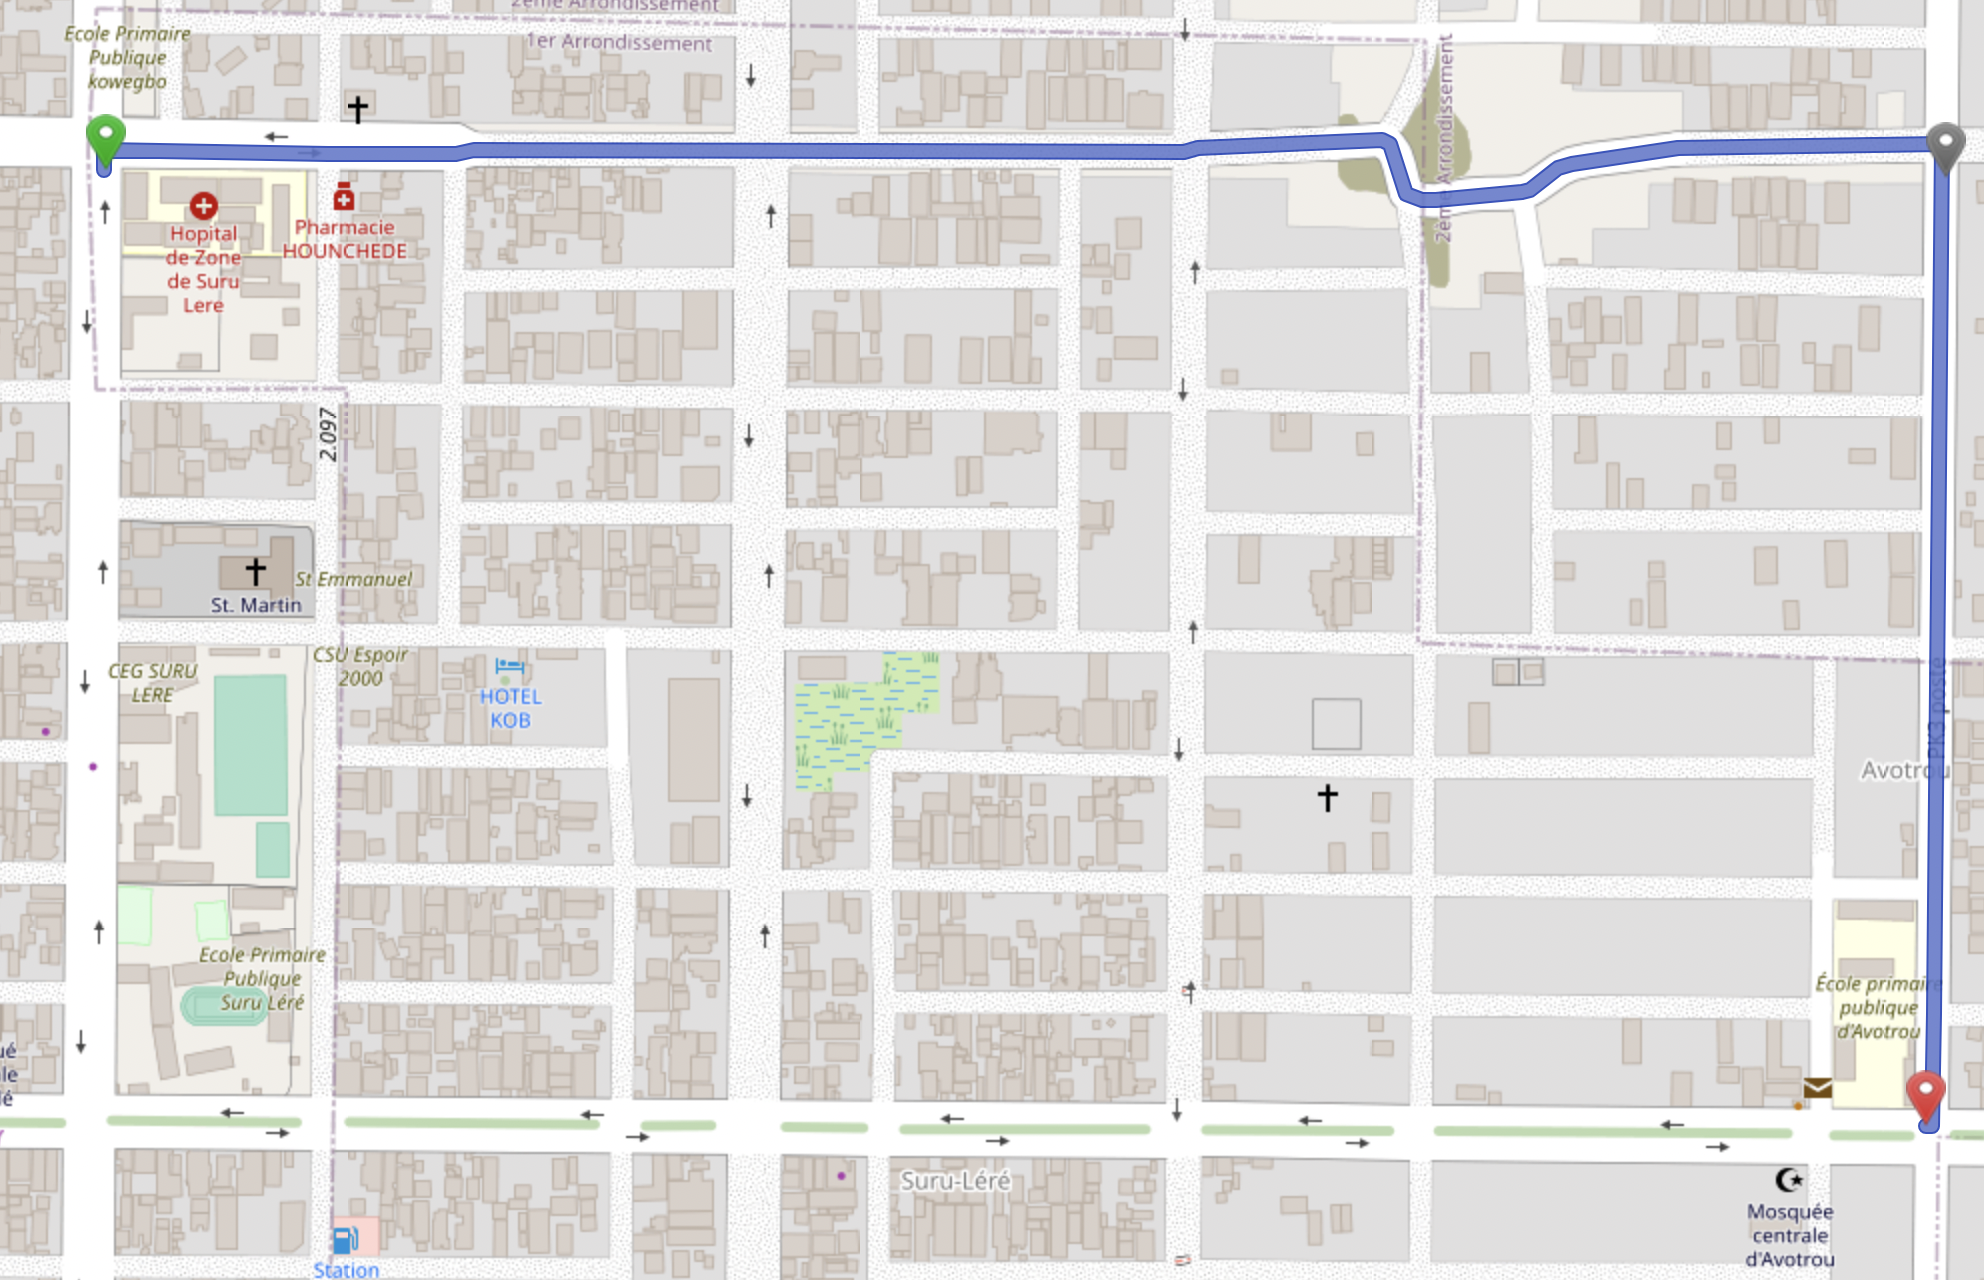 2ème Arrondissement
1er Arrondissement
Ecole Primaire
Publique
kowegbo
2ème Arrondissement
Hopital
de Zone
de Suru
Lere
Pharmacie
HOUNCHEDE
2.097
St Emmanuel
St. Martin
CEG SURU
LERE
CSU Espoir
2000
HOTEL
KOB
PK3 poste
Avotrou
Ecole Primaire
Publique
Suru Léré
École primaire
publique
d'Avotrou
ué
le
é
Suru-Léré
Mosquée
centrale
d'Avotrou
Station